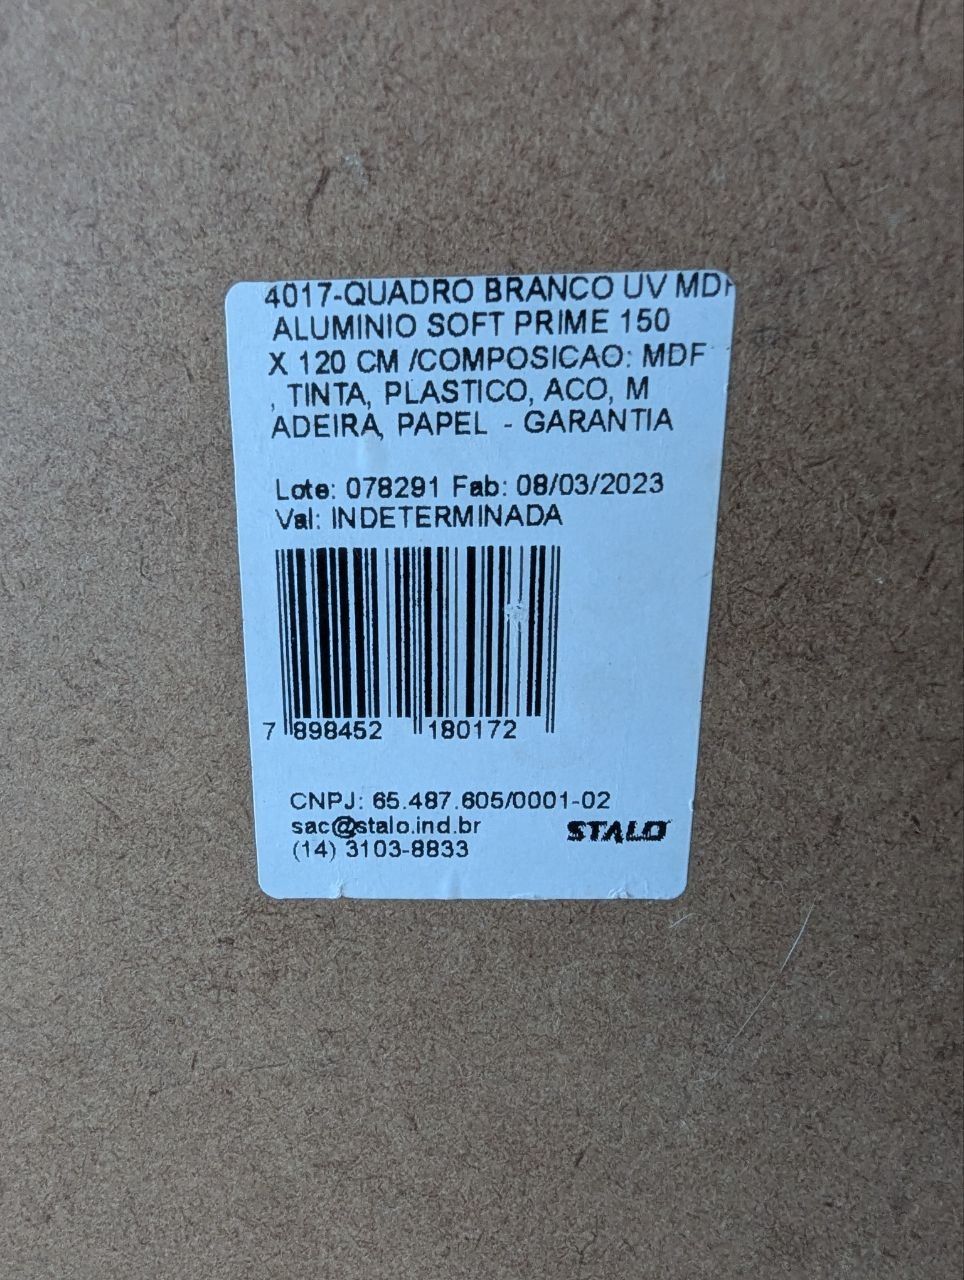 4017-QUADRO BRANCO UV MDF
ALUMINIO SOFT PRIME 150
X 120 CM /COMPOSICAO: MDF
, TINTA, PLASTICO, ACO, M
ADEIRA, PAPEL - GARANTIA
Lote: 078291 Fab: 08/03/2023
Val: INDETERMINADA
7 898452 180172
CNPJ: 65.487.605/0001-02
sac@stalo.ind.br
(14) 3103-8833
STALO